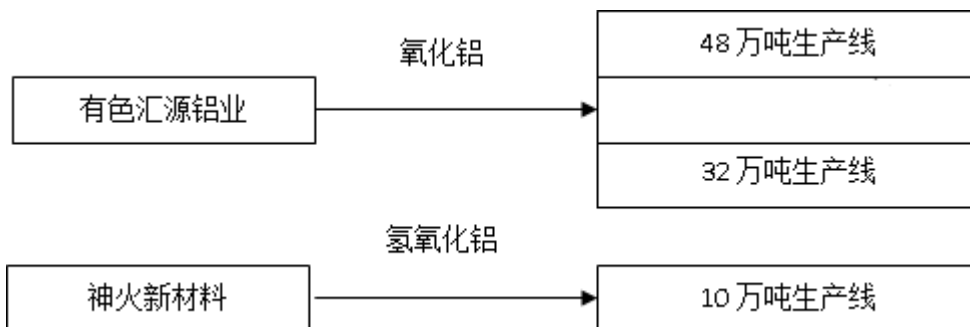 48万吨生产线
氧化铝
有色汇源铝业
32万吨生产线
氢氧化铝
神火新材料
10万吨生产线